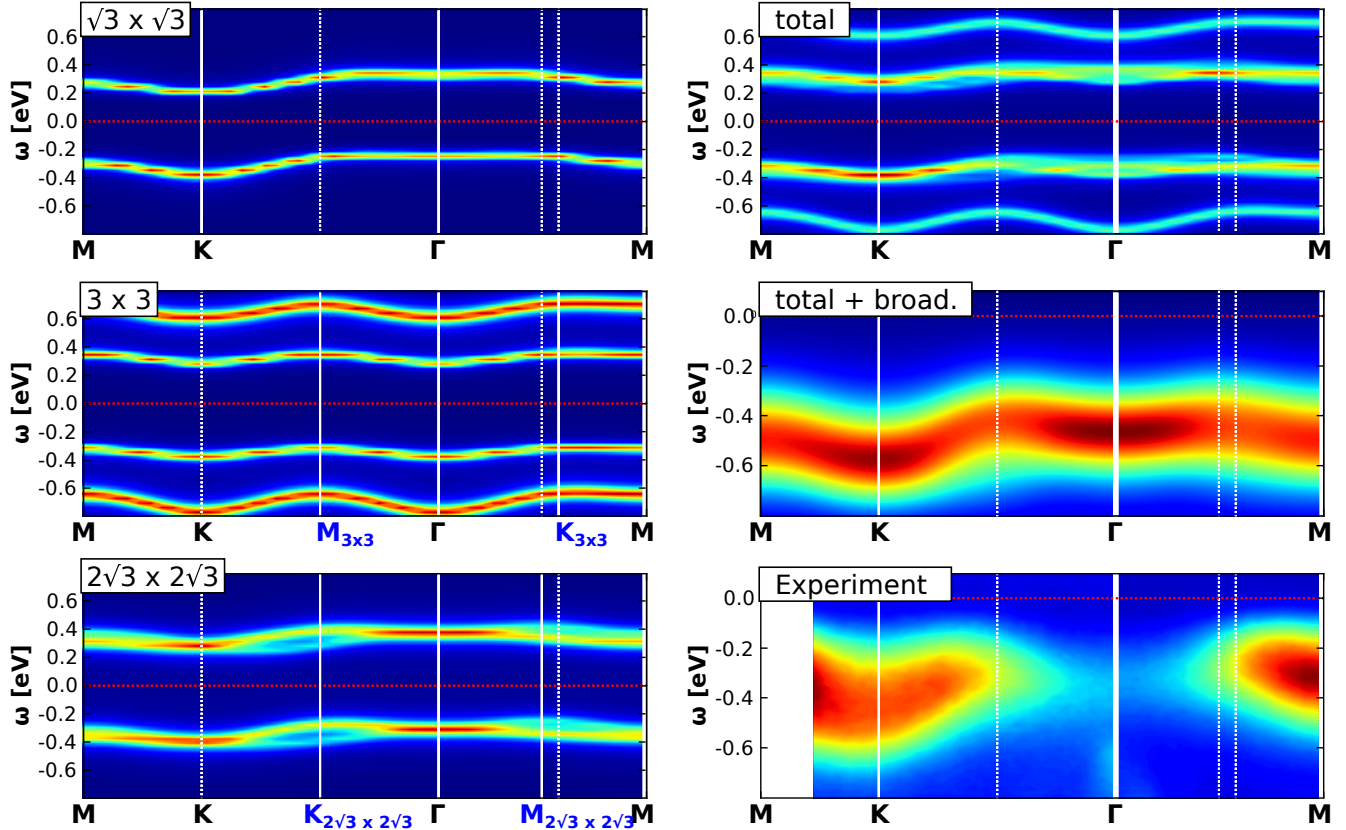 √3 x √3
0.6
0.4
0.2
0.0
-0.2
-0.4
-0.6
ω [eV]
M K Γ M
total
0.6
0.4
0.2
0.0
-0.2
-0.4
-0.6
ω [eV]
M K Γ M
3 x 3
0.6
0.4
0.2
0.0
-0.2
-0.4
-0.6
ω [eV]
M K M3x3 Γ K3x3 M
total + broad.
0.0
-0.2
-0.4
-0.6
ω [eV]
M K Γ M
2√3 x 2√3
0.6
0.4
0.2
0.0
-0.2
-0.4
-0.6
ω [eV]
M K K2√3 x 2√3 Γ M2√3 x 2√3 M
Experiment
0.0
-0.2
-0.4
-0.6
ω [eV]
M K Γ M